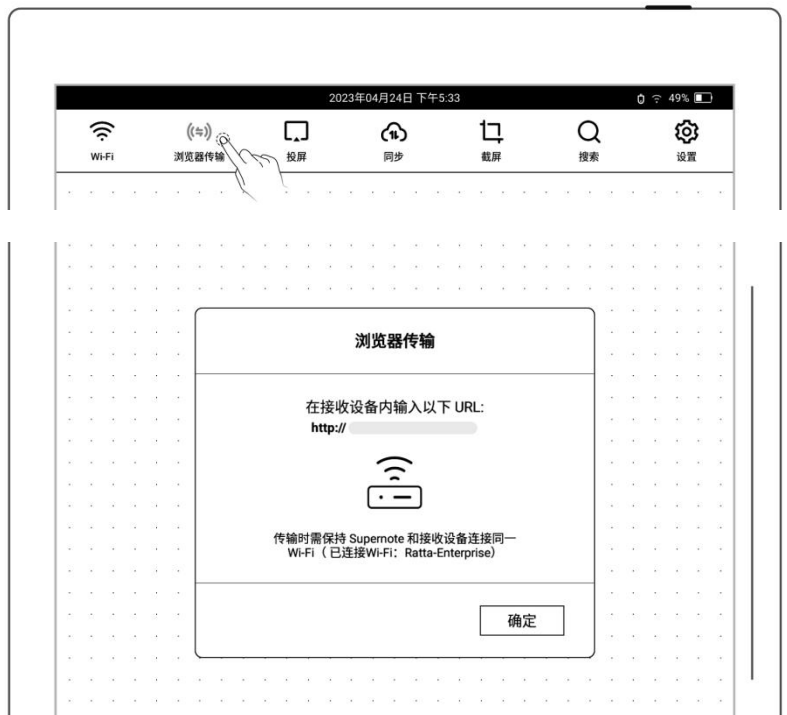 2023年04月24日 下午5:33
49%
Wi-Fi
浏览器传输
投屏
同步
截屏
搜索
设置
浏览器传输
在接收设备内输入以下 URL:
http://
传输时需保持 Supernote 和接收设备连接同一
Wi-Fi（ 已连接Wi-Fi：Ratta-Enterprise）
确定